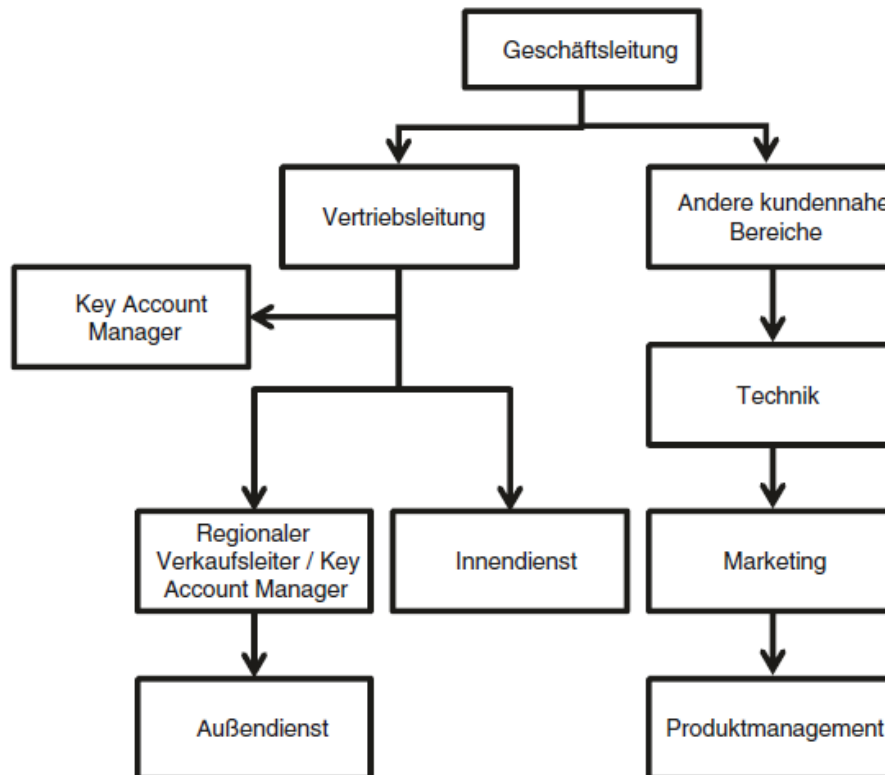 Geschäftsleitung
Vertriebsleitung
Andere kundennahe
Bereiche
Key Account
Manager
Technik
Regionaler
Verkaufsleiter / Key
Account Manager
Innendienst
Marketing
Außendienst
Produktmanagement